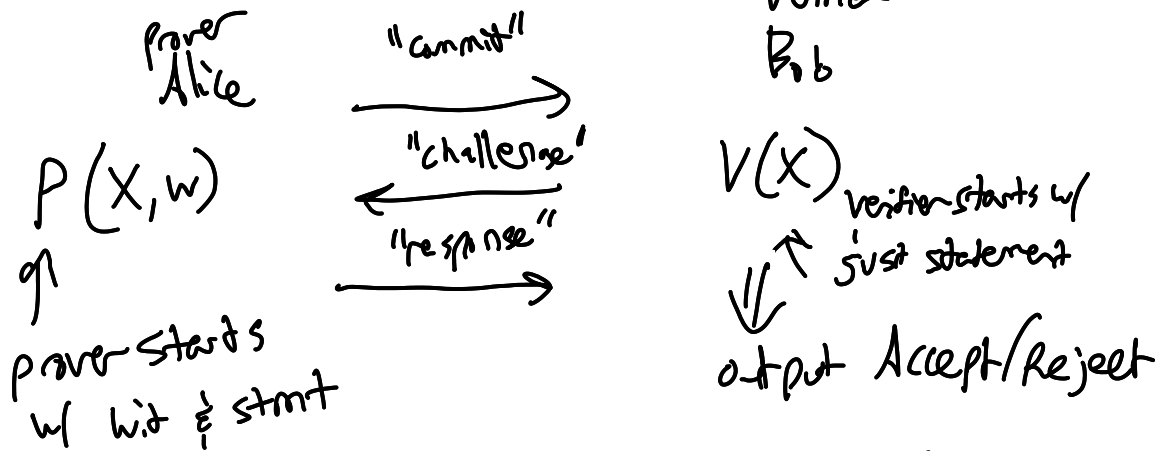 prover
Alice
"commit"
Bob
P(X,w)
"challenge"
V(X)
verifier starts w/
just statement
"response"
prover starts
w/ wit & stmt
output Accept/Reject